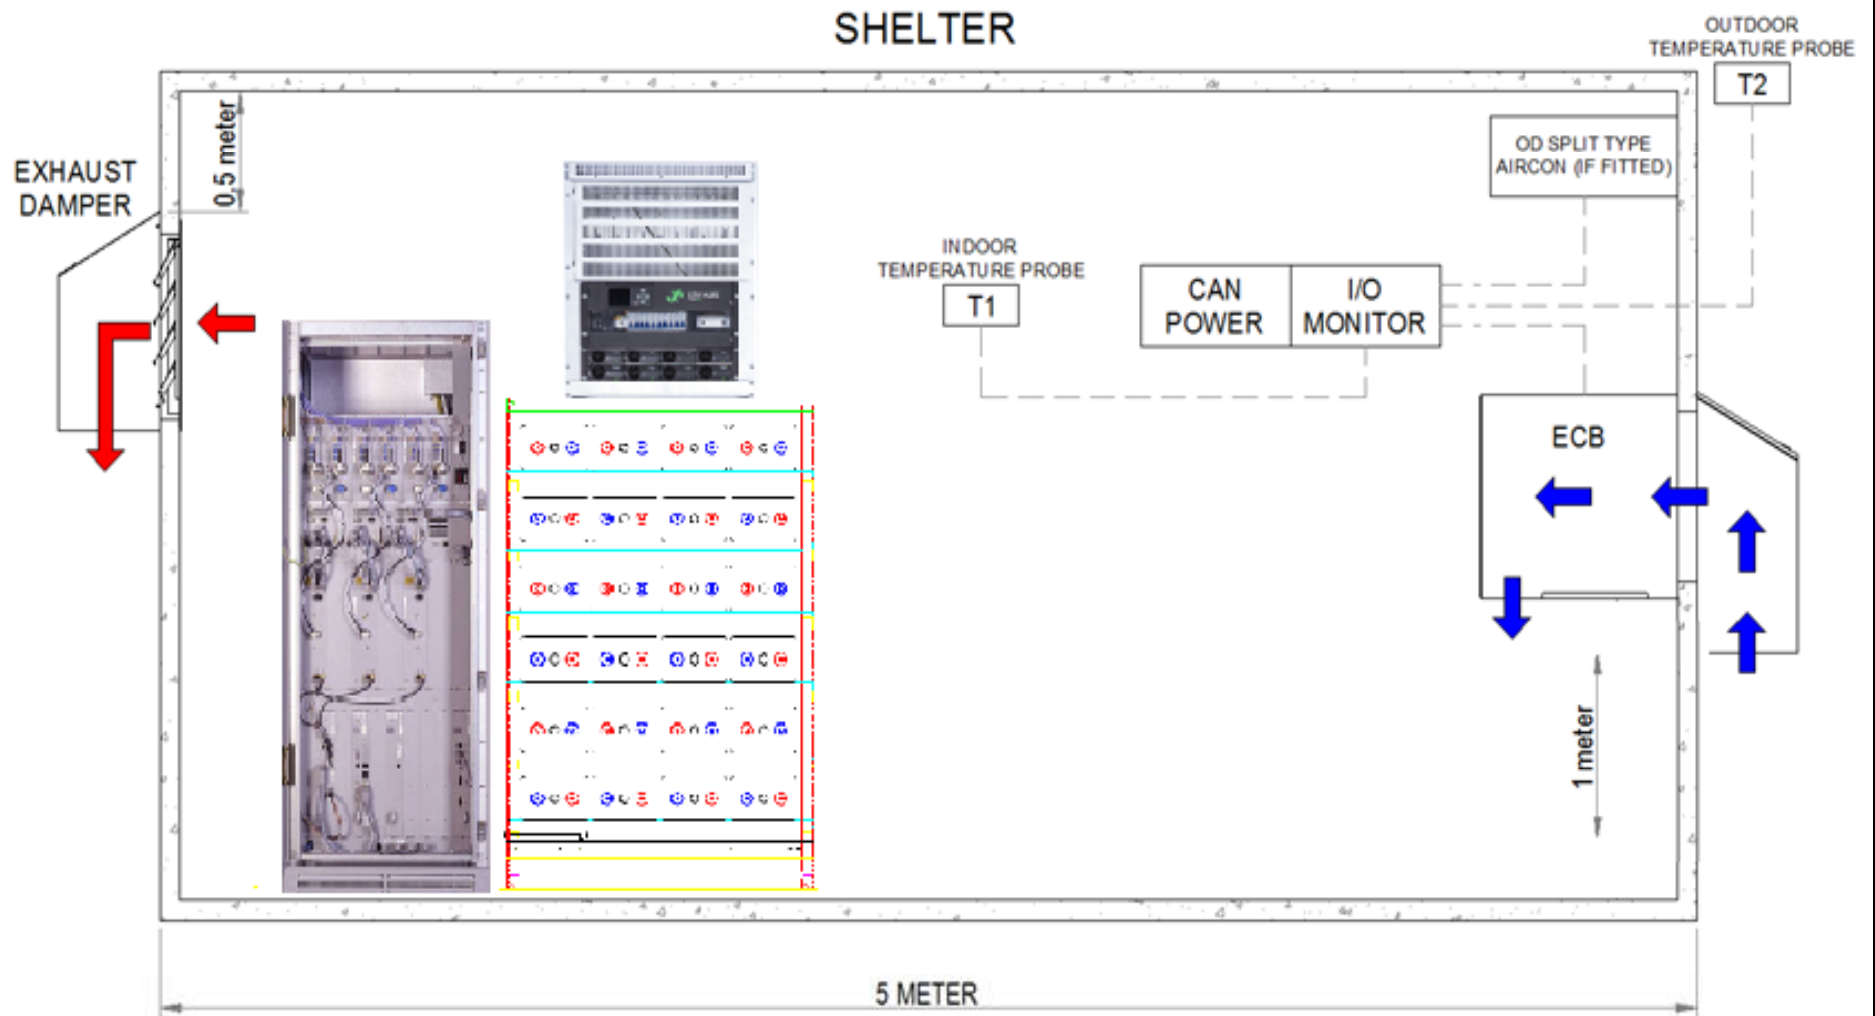 SHELTER
OUTDOOR
TEMPERATURE PROBE
T2
0.5 meter
EXHAUST
DAMPER
OD SPLIT TYPE
AIRCON (IF FITTED)
INDOOR
TEMPERATURE PROBE
T1
CAN
POWER
I/O
MONITOR
ECB
1 meter
5 METER